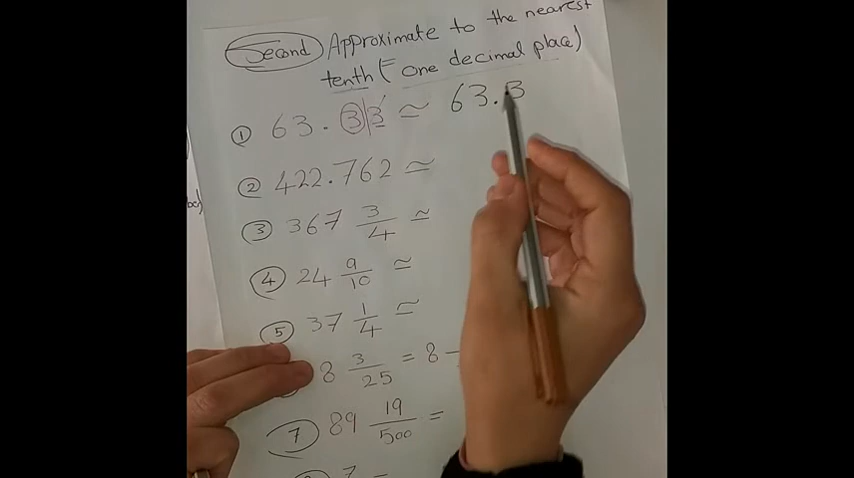 Second Approximate to the nearest
tenth (= one decimal place)
① 63.33 ≃ 63.3
② 422.762 ≃
③ 367 3/4 ≃
④ 24 9/10 ≃
⑤ 37 1/4 ≃
8 3/25 = 8 —
⑦ 89 19/500 =
7